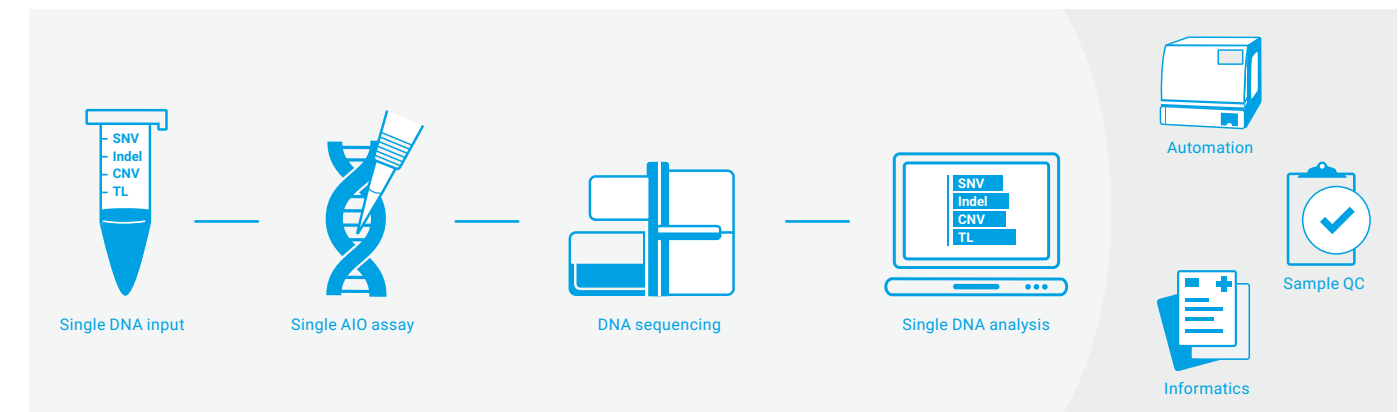 SNV
Indel
CNV
TL
Single DNA input
Single AIO assay
DNA sequencing
SNV
Indel
CNV
TL
Single DNA analysis
Automation
Sample QC
Informatics